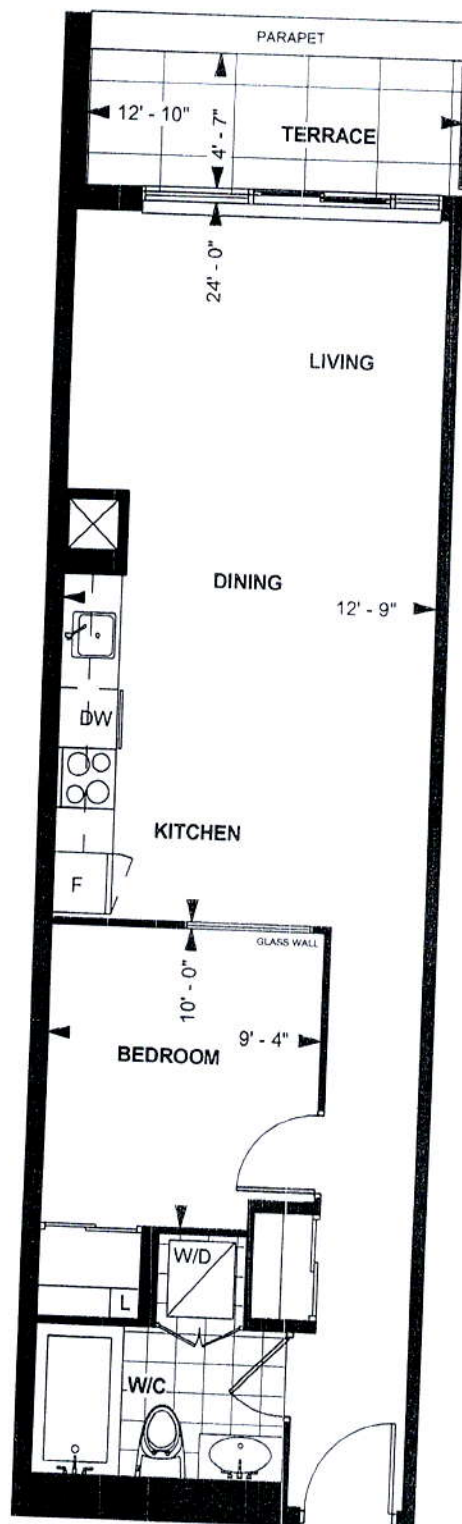 PARAPET
12' - 10"
4' - 7"
TERRACE
24' - 0"
LIVING
DINING
12' - 9"
DW
KITCHEN
F
GLASS WALL
10' - 0"
9' - 4"
BEDROOM
W/D
L
W/C